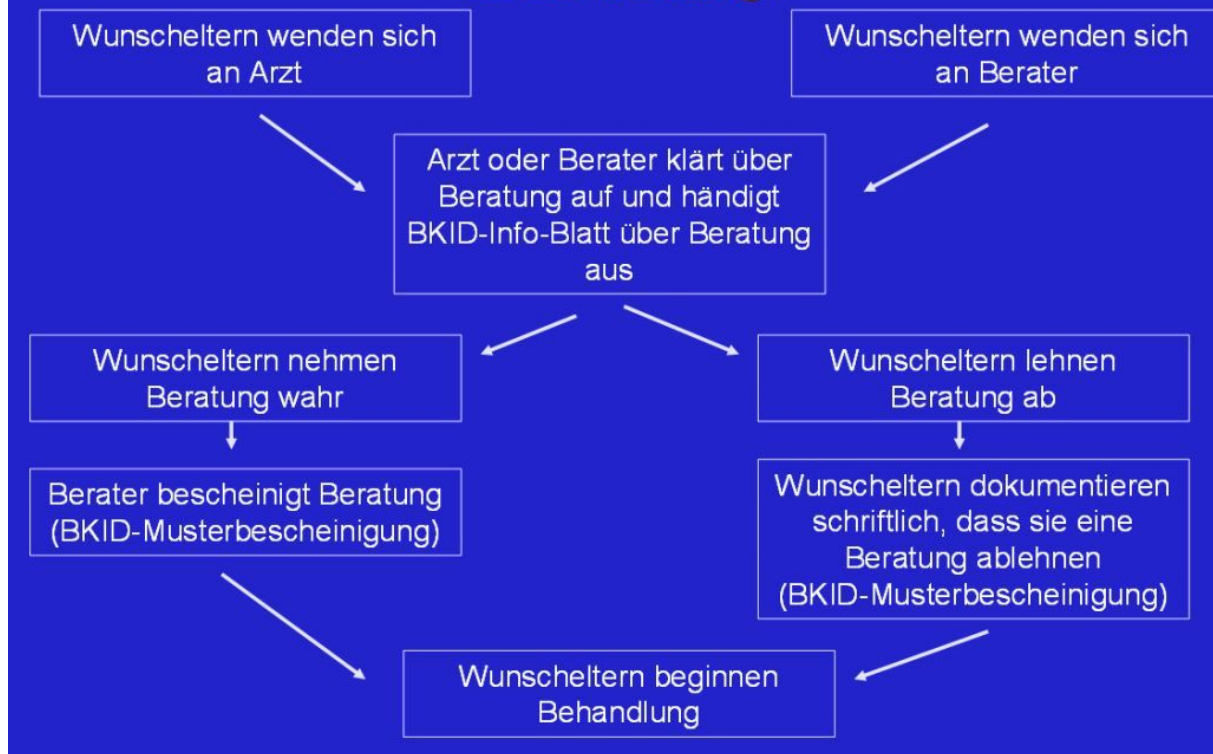 Wunscheltern wenden sich
an Arzt
Wunscheltern wenden sich
an Berater
Arzt oder Berater klärt über
Beratung auf und händigt
BKID-Info-Blatt über Beratung
aus
Wunscheltern nehmen
Beratung wahr
Wunscheltern lehnen
Beratung ab
Berater bescheinigt Beratung
(BKID-Musterbescheinigung)
Wunscheltern dokumentieren
schriftlich, dass sie eine
Beratung ablehnen
(BKID-Musterbescheinigung)
Wunscheltern beginnen
Behandlung